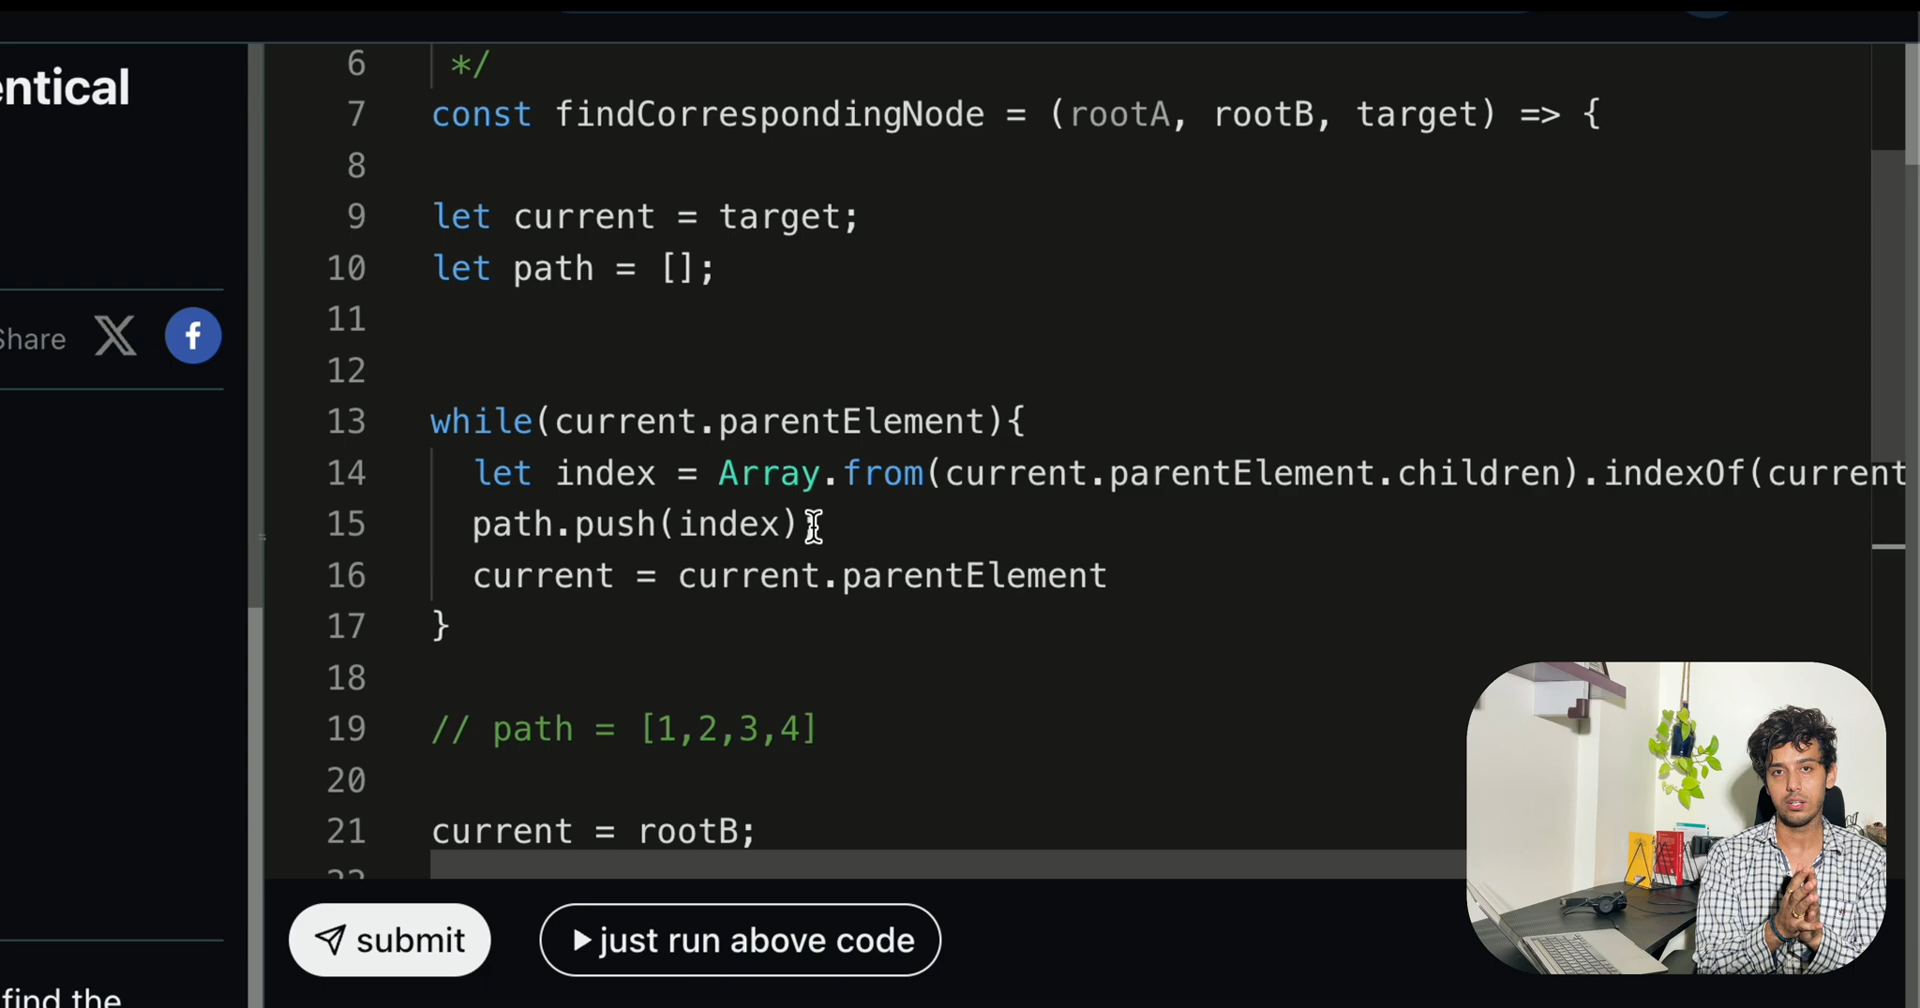 entical
Share
find the
6 */
7 const findCorrespondingNode = (rootA, rootB, target) => {
8
9 let current = target;
10 let path = [];
11
12
13 while(current.parentElement){
14 let index = Array.from(current.parentElement.children).indexOf(current
15 path.push(index)
16 current = current.parentElement
17 }
18
19 // path = [1,2,3,4]
20
21 current = rootB;
22
submit
just run above code